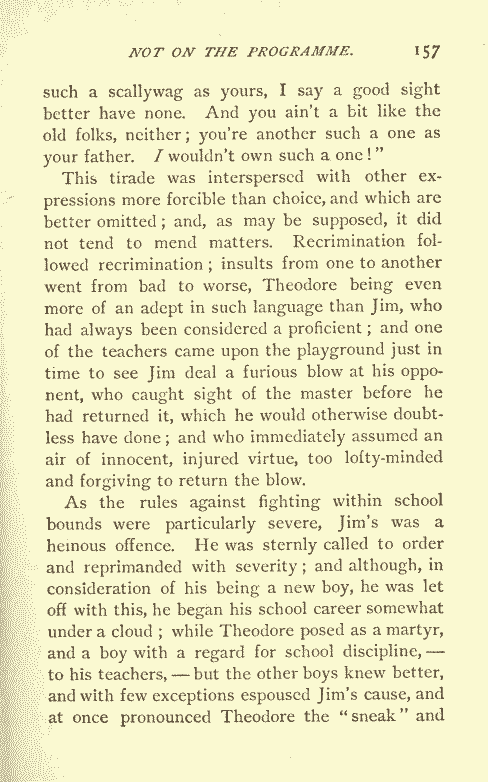 NOT ON THE PROGRAMME. 157
such a scallywag as yours, I say a good sight
better have none. And you ain't a bit like the
old folks, neither; you're another such a one as
your father. I wouldn't own such a one!"
This tirade was interspersed with other ex-
pressions more forcible than choice, and which are
better omitted; and, as may be supposed, it did
not tend to mend matters. Recrimination fol-
lowed recrimination; insults from one to another
went from bad to worse, Theodore being even
more of an adept in such language than Jim, who
had always been considered a proficient; and one
of the teachers came upon the playground just in
time to see Jim deal a furious blow at his oppo-
nent, who caught sight of the master before he
had returned it, which he would otherwise doubt-
less have done; and who immediately assumed an
air of innocent, injured virtue, too lofty-minded
and forgiving to return the blow.
As the rules against fighting within school
bounds were particularly severe, Jim's was a
heinous offence. He was sternly called to order
and reprimanded with severity; and although, in
consideration of his being a new boy, he was let
off with this, he began his school career somewhat
under a cloud; while Theodore posed as a martyr,
and a boy with a regard for school discipline,—
to his teachers,—but the other boys knew better,
and with few exceptions espoused Jim's cause, and
at once pronounced Theodore the "sneak" and